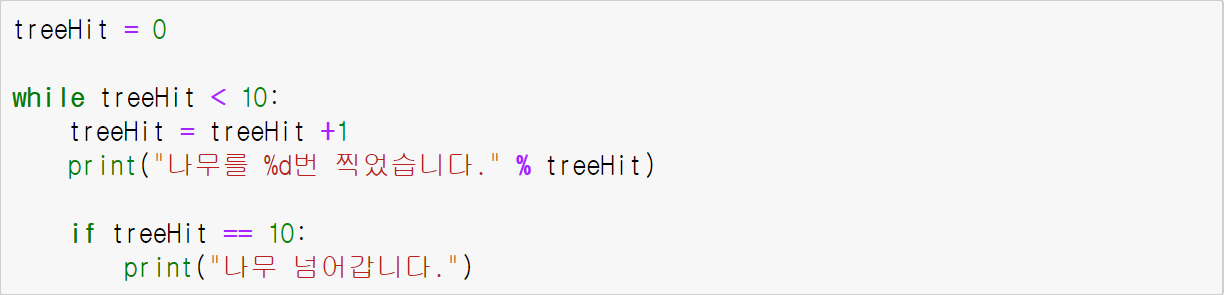 treeHit = 0
while treeHit < 10:
    treeHit = treeHit +1
    print("나무를 %d번 찍었습니다." % treeHit)
    if treeHit == 10:
        print("나무 넘어갑니다.")